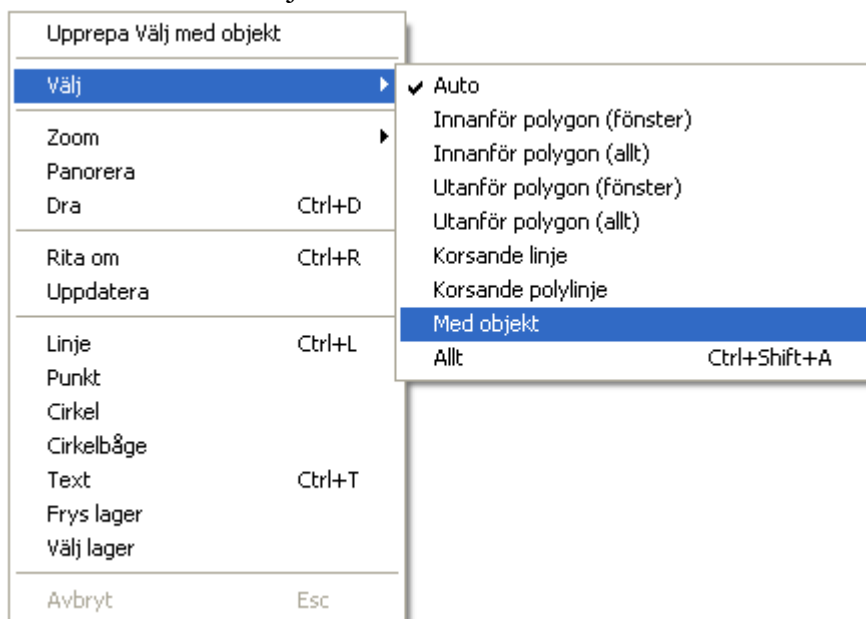 Upprepa Välj med objekt
Välj
Zoom
Panorera
Dra Ctrl+D
Rita om Ctrl+R
Uppdatera
Linje Ctrl+L
Punkt
Cirkel
Cirkelbåge
Text Ctrl+T
Frys lager
Välj lager
Avbryt Esc
Auto
Innanför polygon (fönster)
Innanför polygon (allt)
Utanför polygon (fönster)
Utanför polygon (allt)
Korsande linje
Korsande polylinje
Med objekt
Allt Ctrl+Shift+A